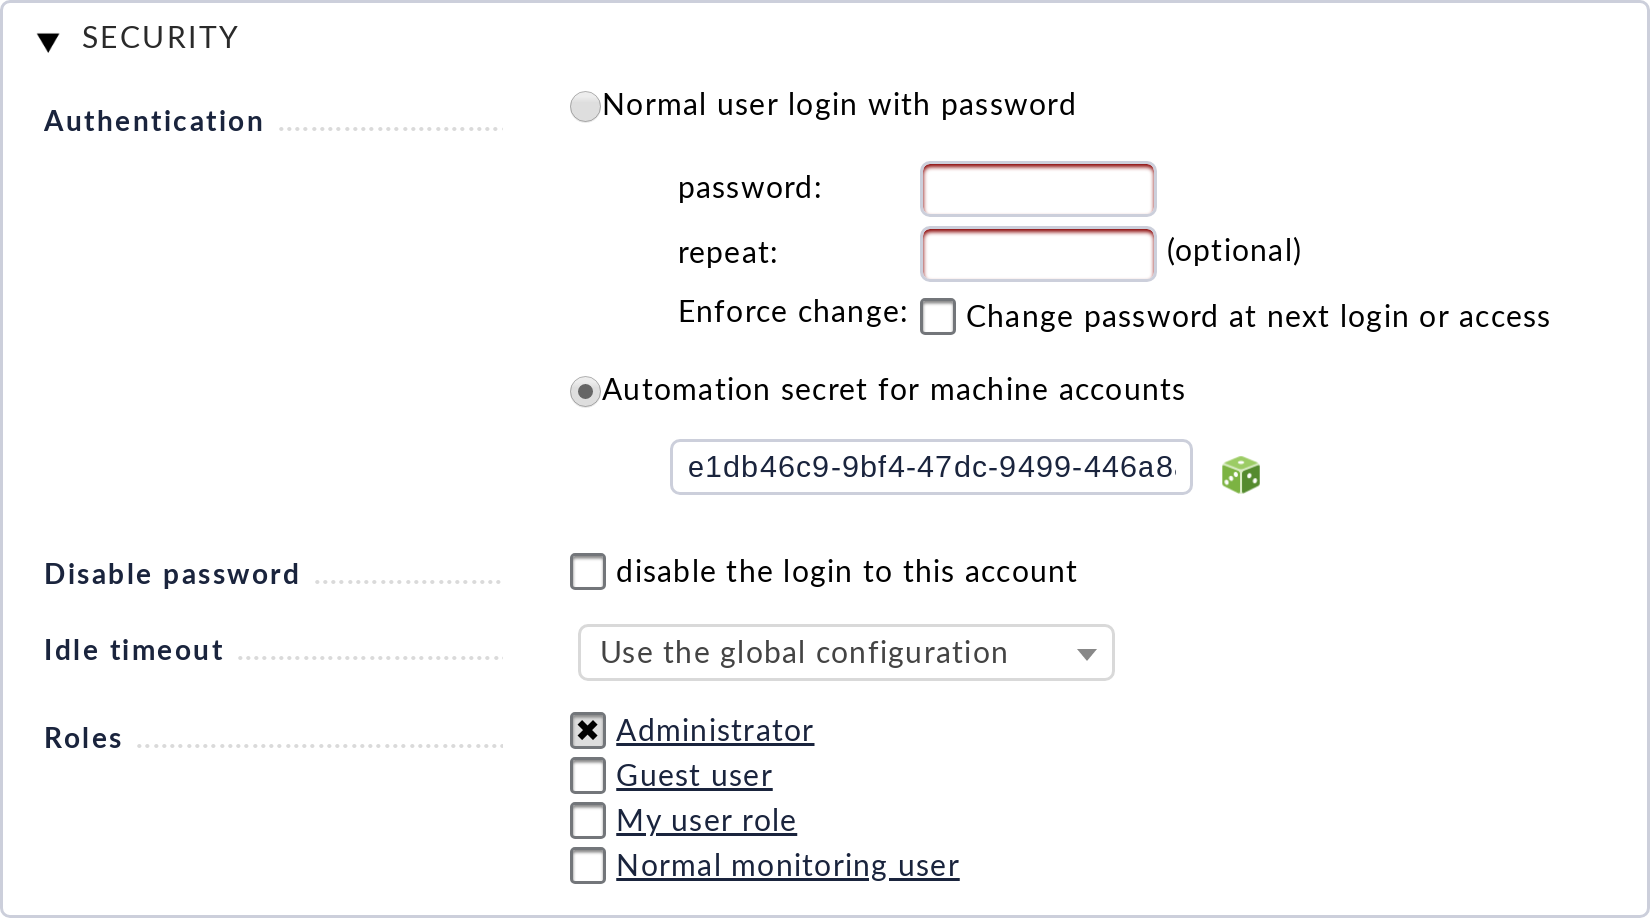 SECURITY
Authentication
Normal user login with password
password:
repeat: (optional)
Enforce change: Change password at next login or access
Automation secret for machine accounts
e1db46c9-9bf4-47dc-9499-446a8
Disable password disable the login to this account
Idle timeout Use the global configuration
Roles Administrator
Guest user
My user role
Normal monitoring user